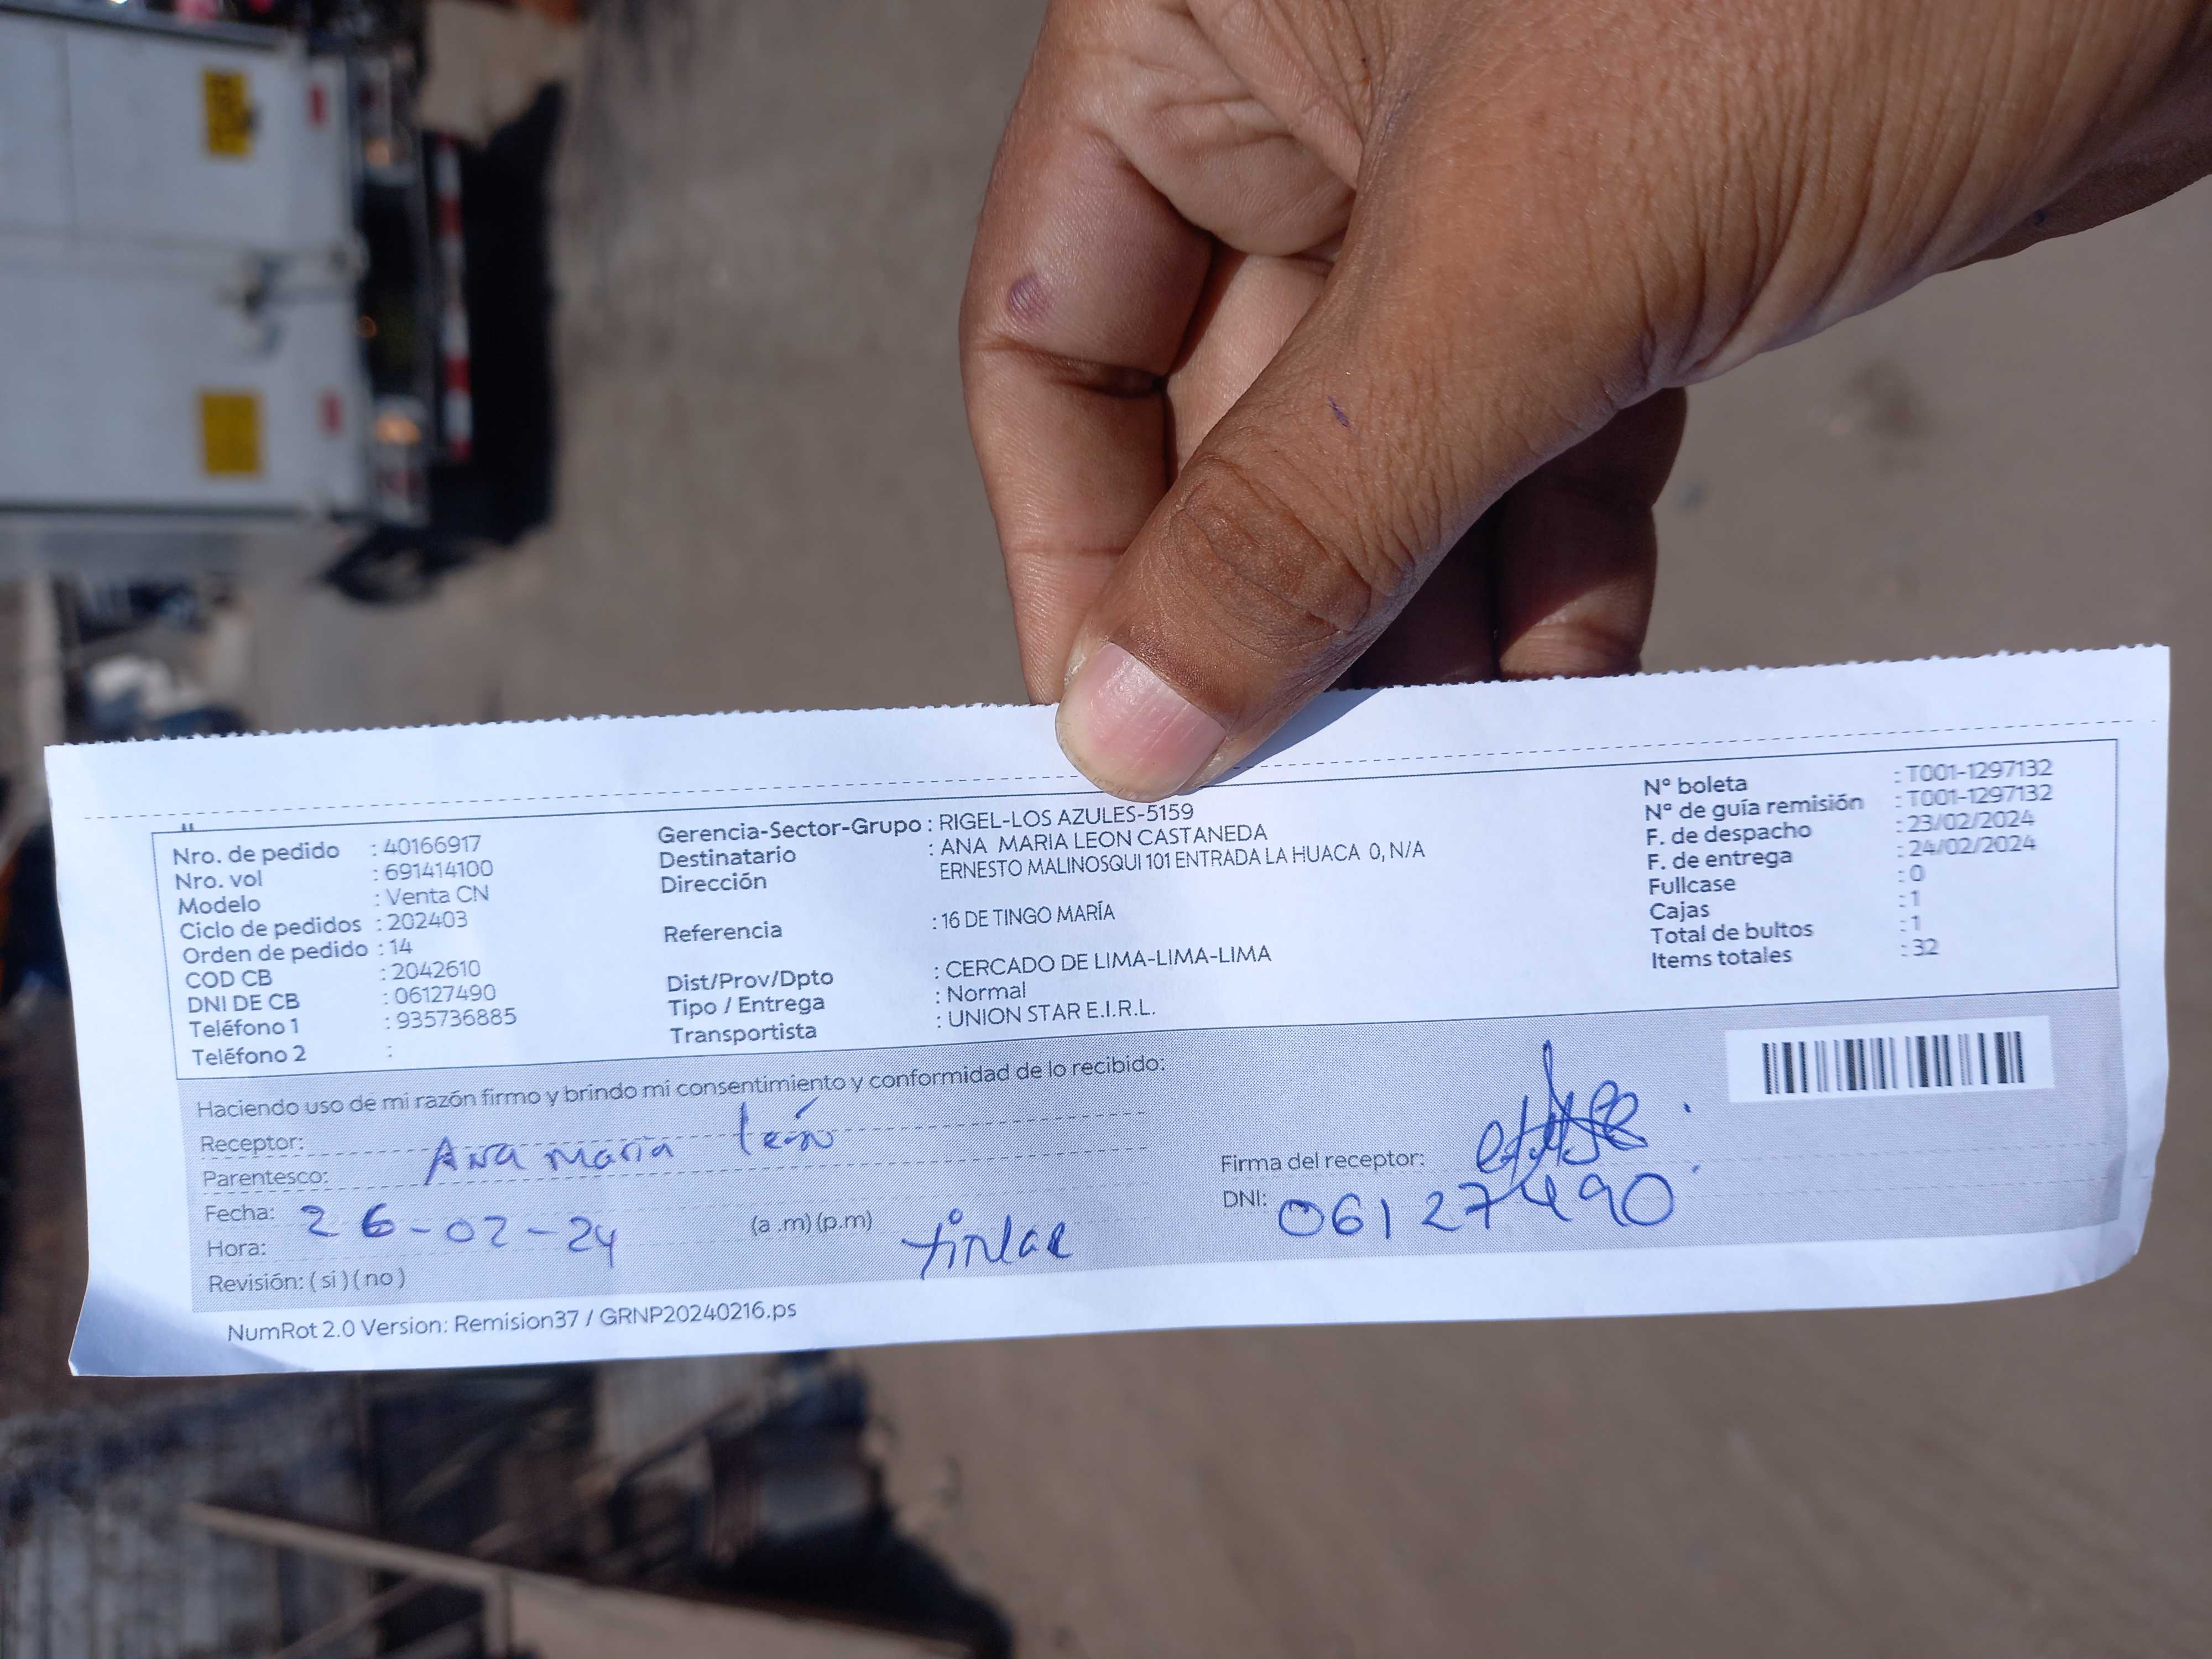 Nro. de pedido : 40166917
Nro. vol : 691414100
Modelo : Venta CN
Ciclo de pedidos : 202403
Orden de pedido : 14
COD CB : 2042610
DNI DE CB : 06127490
Teléfono 1 : 935736885
Teléfono 2 :
Gerencia-Sector-Grupo : RIGEL-LOS AZULES-5159
Destinatario : ANA MARIA LEON CASTANEDA
Dirección ERNESTO MALINOSQUI 101 ENTRADA LA HUACA 0, N/A
Referencia : 16 DE TINGO MARÍA
Dist/Prov/Dpto : CERCADO DE LIMA-LIMA-LIMA
Tipo / Entrega : Normal
Transportista : UNION STAR E.I.R.L.
Nº boleta : T001-1297132
Nº de guía remisión : T001-1297132
F. de despacho : 23/02/2024
F. de entrega : 24/02/2024
Fullcase : 0
Cajas : 1
Total de bultos : 1
Items totales : 32
Haciendo uso de mi razón firmo y brindo mi consentimiento y conformidad de lo recibido:
Receptor: Ana maría león
Parentesco:
Fecha: 26-02-24
Hora: (a .m) (p.m)
Revisión: ( si ) ( no )
Firma del receptor:
DNI: 06127490
NumRot 2.0 Version: Remision37 / GRNP20240216.ps